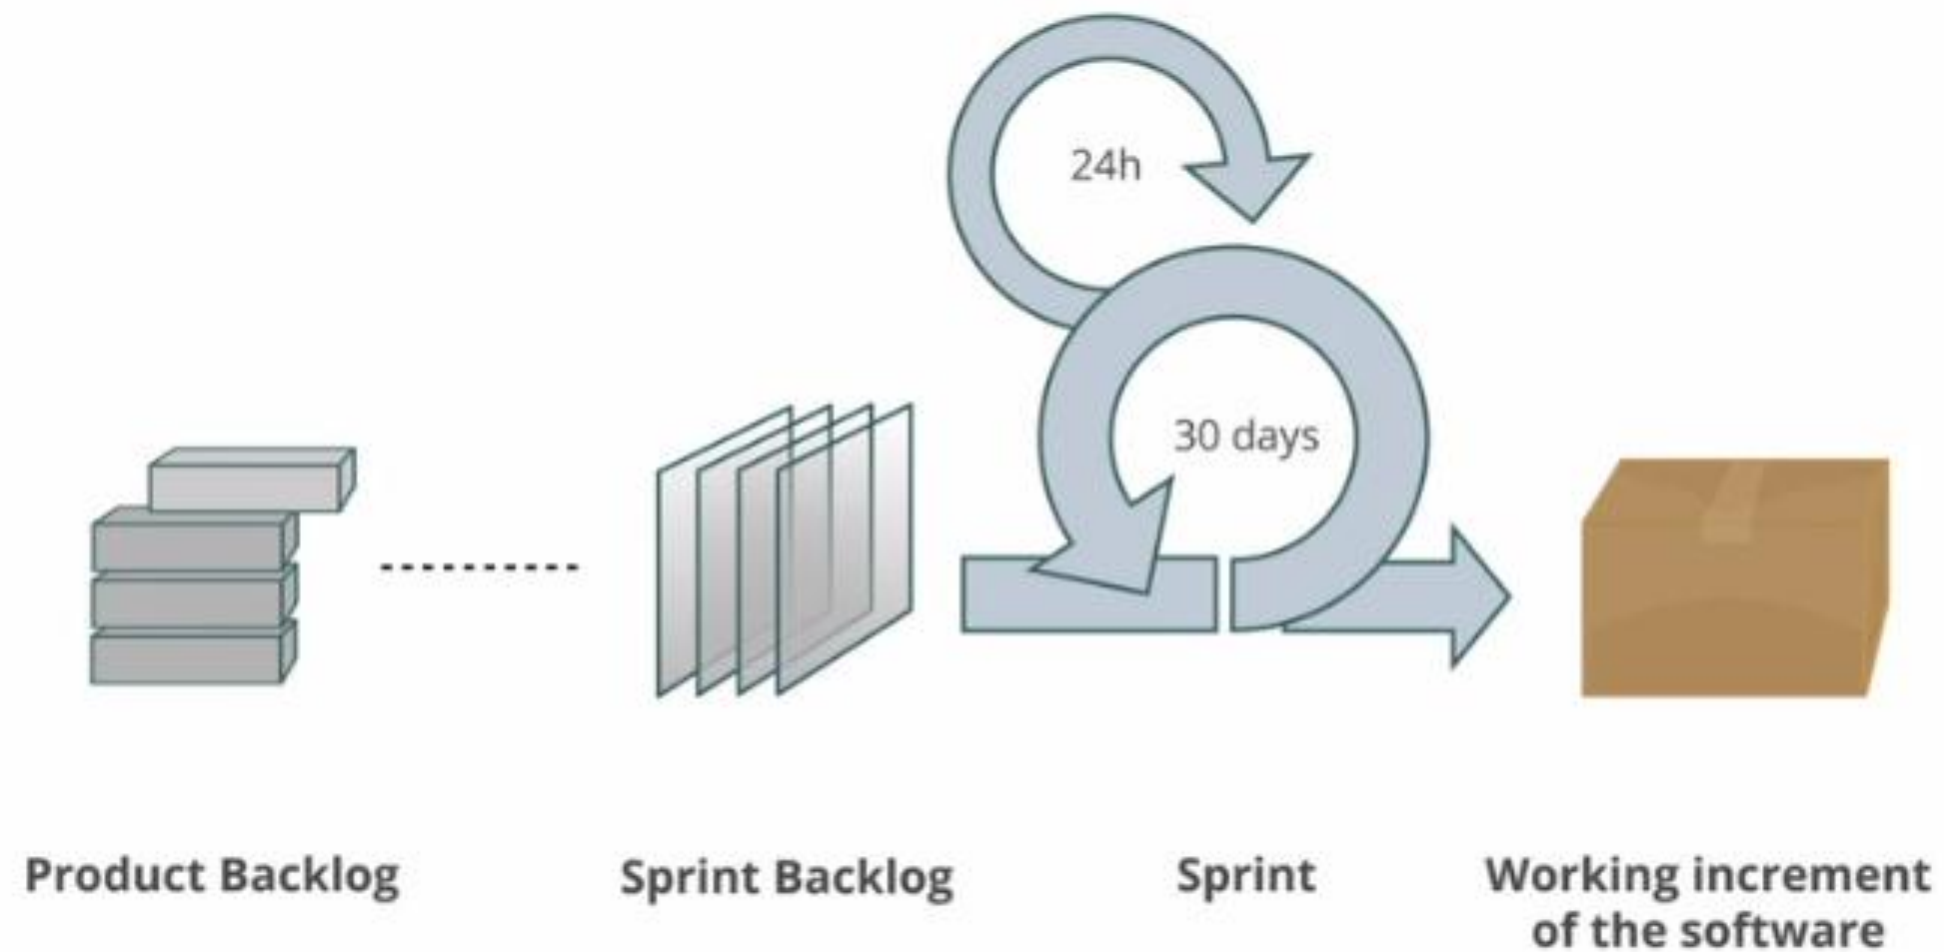 24h
30 days
Product Backlog
Sprint Backlog
Sprint
Working increment
of the software